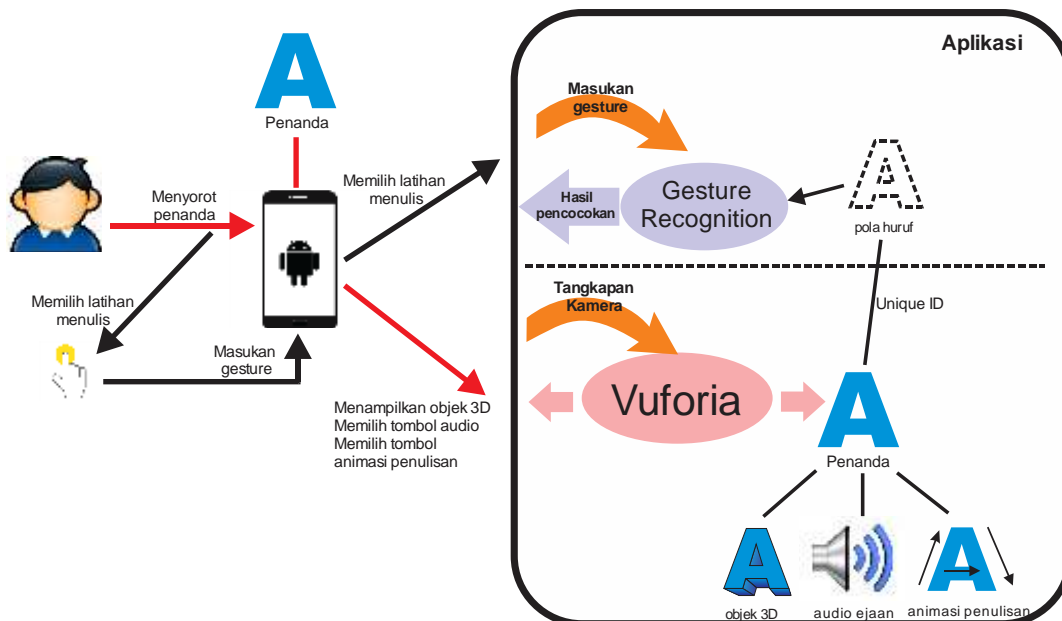 A
Penanda
Menyorot
penanda
Memilih latihan
menulis
Memilih latihan
menulis
Masukan
gesture
Menampilkan objek 3D
Memilih tombol audio
Memilih tombol
animasi penulisan
Aplikasi
Masukan
gesture
Hasil
pencocokan
Gesture
Recognition
A
pola huruf
Unique ID
Tangkapan
Kamera
Vuforia
A
Penanda
A
objek 3D
audio ejaan
A
animasi penulisan